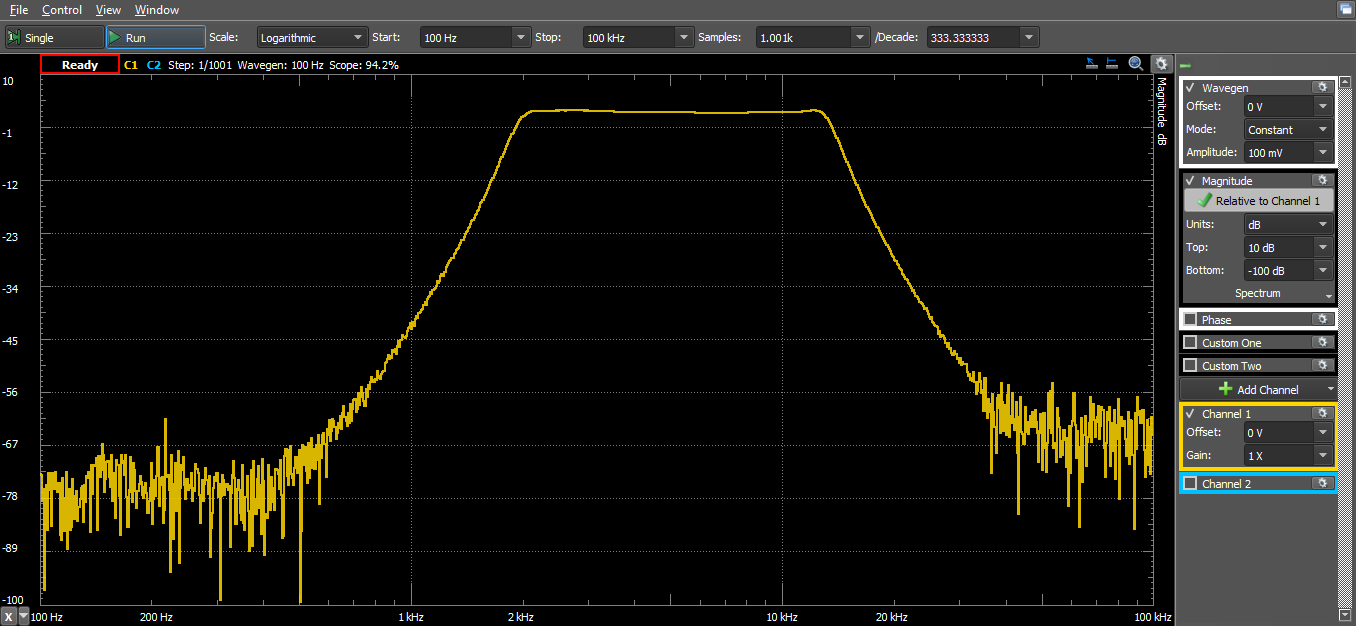 File Control View Window
Single Run Scale: Logarithmic Start: 100 Hz Stop: 100 kHz Samples: 1.001k /Decade: 333.333333
Ready C1 C2 Step: 1/1001 Wavegen: 100 Hz Scope: 94.2%
10
-1
-12
-23
-34
-45
-56
-67
-78
-89
-100
X 100 Hz 200 Hz 1 kHz 2 kHz 10 kHz 20 kHz 100 kHz
Magnitude dB
Wavegen
Offset: 0 V
Mode: Constant
Amplitude: 100 mV
Magnitude
Relative to Channel 1
Units: dB
Top: 10 dB
Bottom: -100 dB
Spectrum
Phase
Custom One
Custom Two
Add Channel
Channel 1
Offset: 0 V
Gain: 1 X
Channel 2